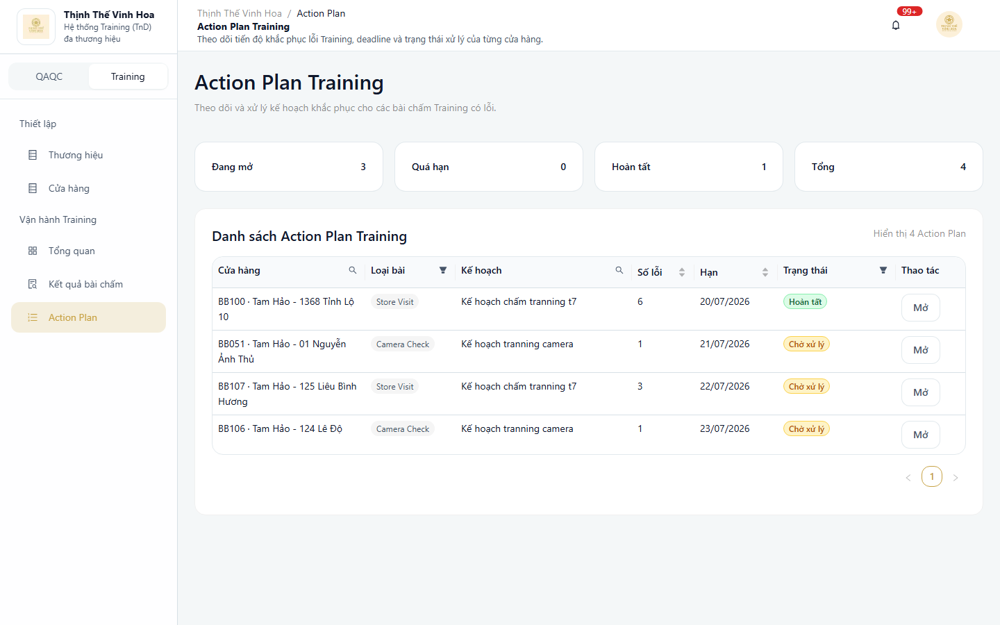 Thịnh Thế Vinh Hoa
Hệ thống Training (TnD)
đa thương hiệu
QAQC
Training
Thiết lập
Thương hiệu
Cửa hàng
Vận hành Training
Tổng quan
Kết quả bài chấm
Action Plan
Thịnh Thế Vinh Hoa / Action Plan
Action Plan Training
Theo dõi tiến độ khắc phục lỗi Training, deadline và trạng thái xử lý của từng cửa hàng.
99+
Action Plan Training
Theo dõi và xử lý kế hoạch khắc phục cho các bài chấm Training có lỗi.
Đang mở 3
Quá hạn 0
Hoàn tất 1
Tổng 4
Danh sách Action Plan Training
Hiển thị 4 Action Plan
Cửa hàng Loại bài Kế hoạch Số lỗi Hạn Trạng thái Thao tác
BB100 · Tam Hảo - 1368 Tỉnh Lộ 
10
Store Visit Kế hoạch chấm tranning t7 6 20/07/2026 Hoàn tất Mở
BB051 · Tam Hảo - 01 Nguyễn
Ảnh Thủ
Camera Check Kế hoạch tranning camera 1 21/07/2026 Chờ xử lý Mở
BB107 · Tam Hảo - 125 Liêu Bình
Hương
Store Visit Kế hoạch chấm tranning t7 3 22/07/2026 Chờ xử lý Mở
BB106 · Tam Hảo - 124 Lê Độ Camera Check Kế hoạch tranning camera 1 23/07/2026 Chờ xử lý Mở
< 1 >